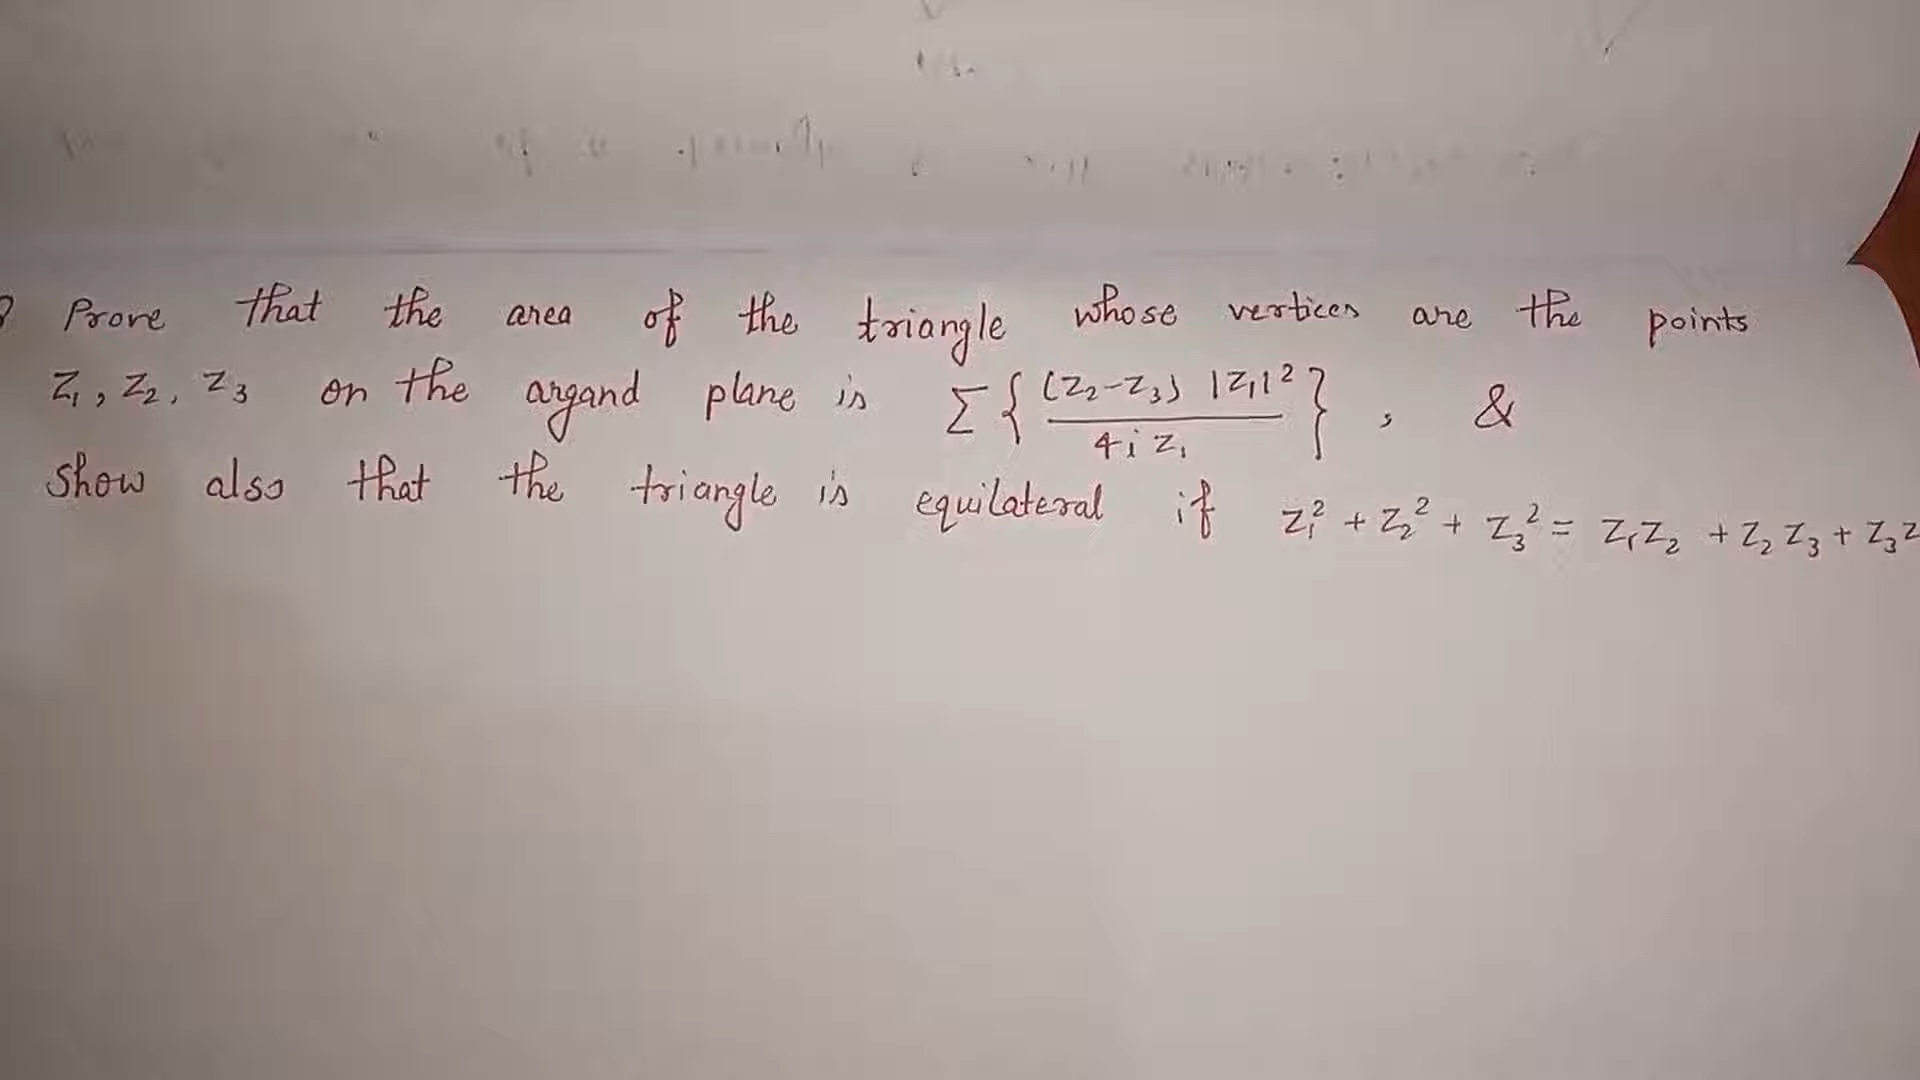 Prove that the area of the triangle whose vertices are the points
Z₁, Z₂, Z₃ on the argand plane is Σ { (Z₂-Z₃) |Z₁|² / 4i Z₁ } , &
Show also that the triangle is equilateral if Z₁² + Z₂² + Z₃² = Z₁Z₂ + Z₂ Z₃ + Z₃Z